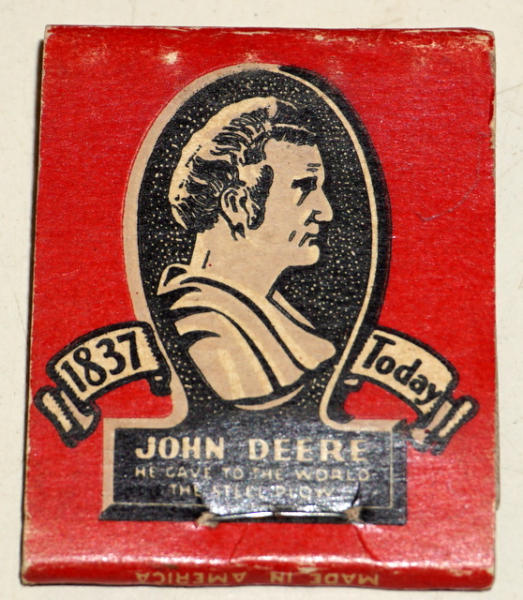 1837
Today
JOHN DEERE
HE GAVE TO THE WORLD
THE STEEL PLOW
MADE IN AMERICA